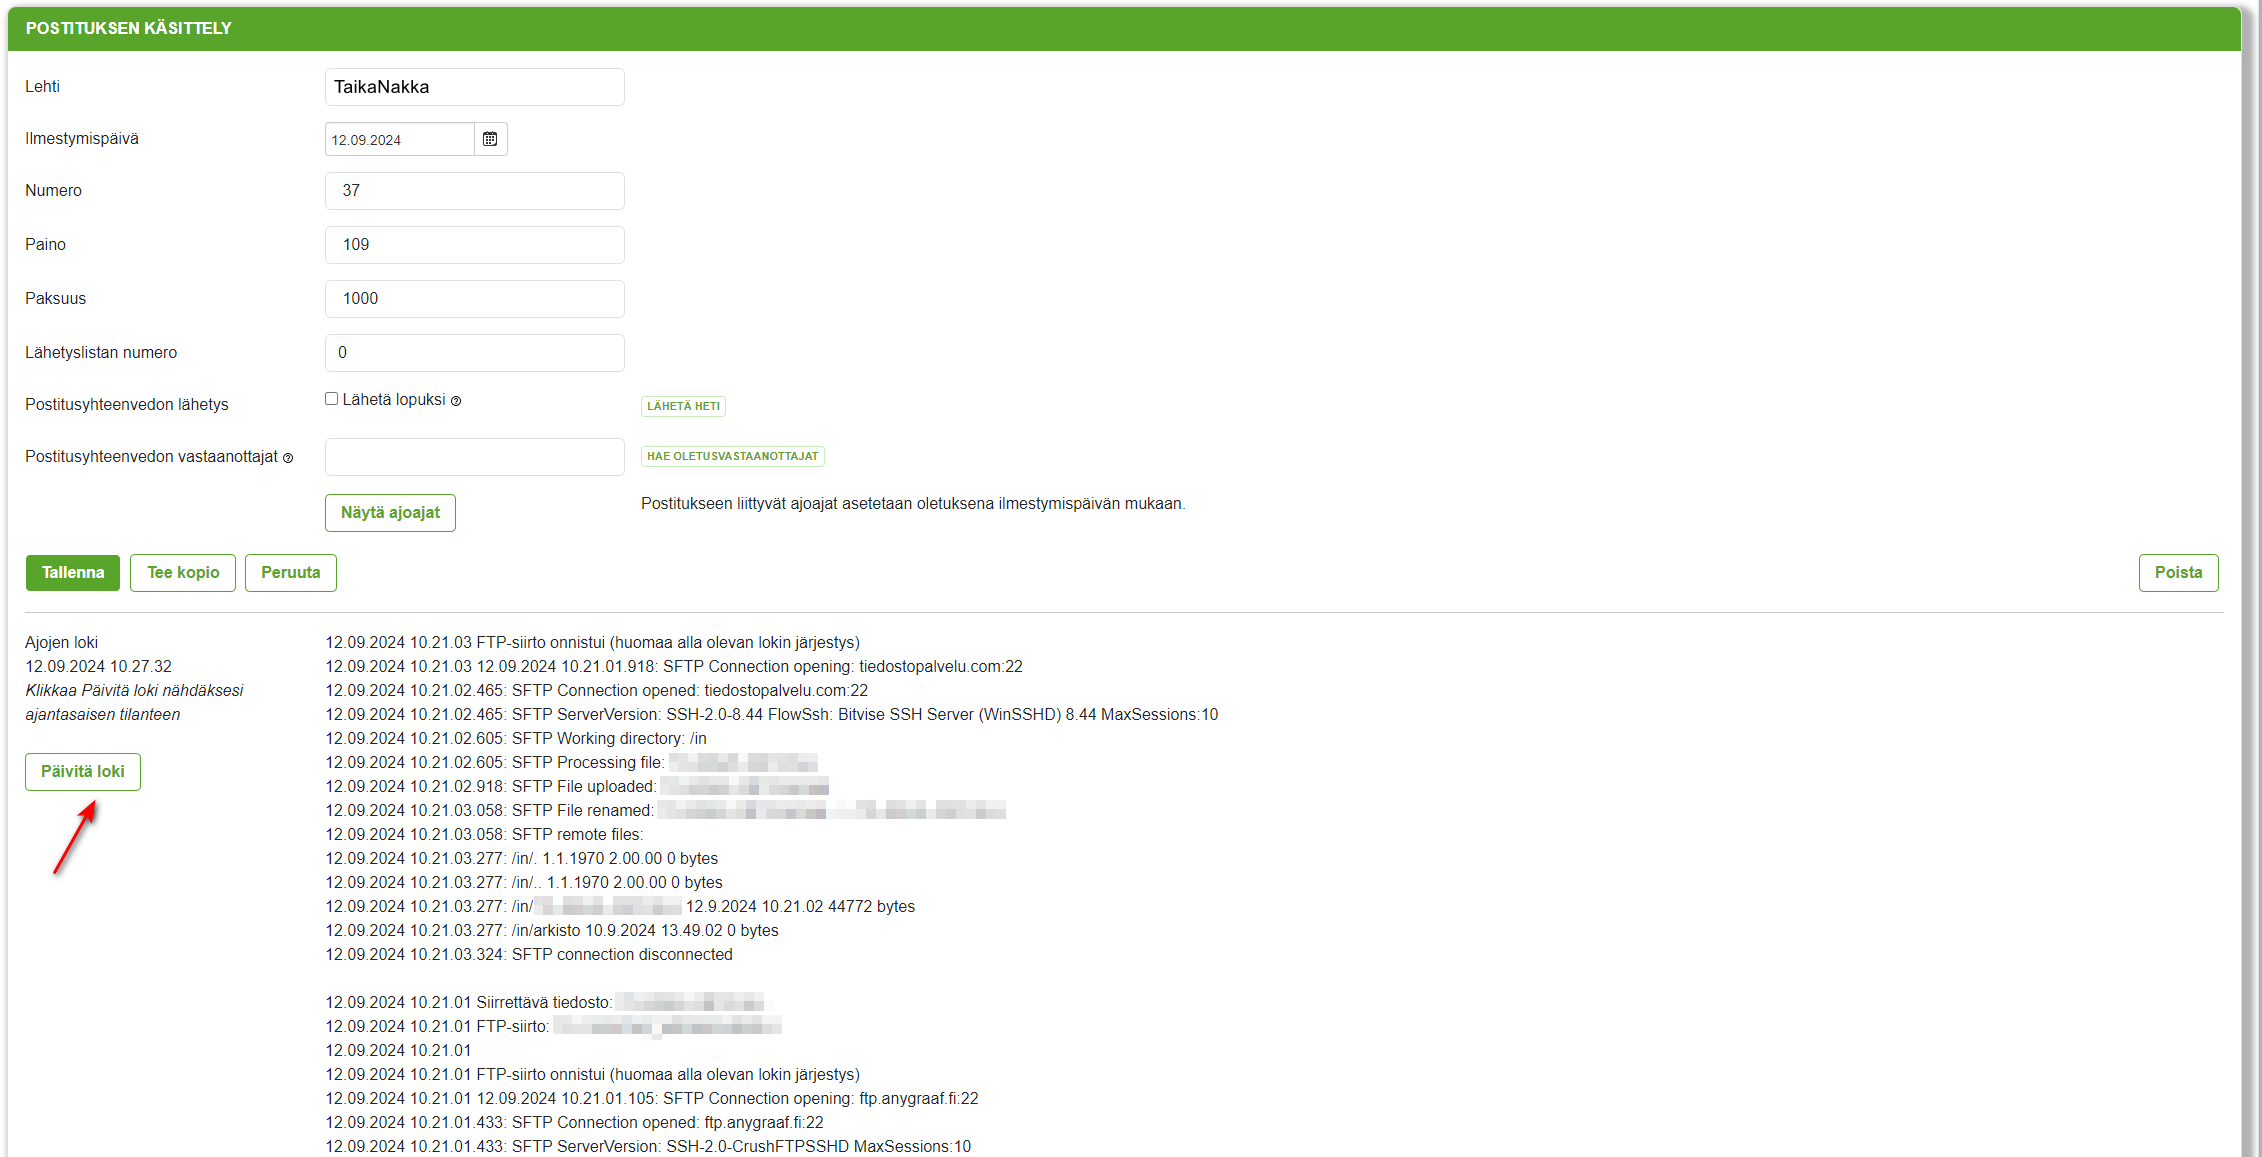 POSTITUKSEN KÄSITTELY
Lehti
TaikaNakka
Ilmestymispäivä
12.09.2024
Numero
37
Paino
109
Paksuus
1000
Lähetyslistan numero
0
Postitusyhteenvedon lähetys
Lähetä lopuksi
LÄHETÄ HETI
Postitusyhteenvedon vastaanottajat
HAE OLETUSVASTAANOTTAJAT
Näytä ajoajat
Postitukseen liittyvät ajoajat asetetaan oletuksena ilmestymispäivän mukaan.
Tallenna
Tee kopio
Peruuta
Poista
Ajojen loki
12.09.2024 10.27.32
Klikkaa Päivitä loki nähdäksesi
ajantasaisen tilanteen
Päivitä loki
12.09.2024 10.21.03 FTP-siirto onnistui (huomaa alla olevan lokin järjestys)
12.09.2024 10.21.03 12.09.2024 10.21.01.918: SFTP Connection opening: tiedostopalvelu.com:22
12.09.2024 10.21.02.465: SFTP Connection opened: tiedostopalvelu.com:22
12.09.2024 10.21.02.465: SFTP ServerVersion: SSH-2.0-8.44 FlowSsh: Bitvise SSH Server (WinSSHD) 8.44 MaxSessions:10
12.09.2024 10.21.02.605: SFTP Working directory: /in
12.09.2024 10.21.02.605: SFTP Processing file:
12.09.2024 10.21.02.918: SFTP File uploaded:
12.09.2024 10.21.03.058: SFTP File renamed:
12.09.2024 10.21.03.058: SFTP remote files:
12.09.2024 10.21.03.277: /in/. 1.1.1970 2.00.00 0 bytes
12.09.2024 10.21.03.277: /in/.. 1.1.1970 2.00.00 0 bytes
12.09.2024 10.21.03.277: /in/ 12.9.2024 10.21.02 44772 bytes
12.09.2024 10.21.03.277: /in/arkisto 10.9.2024 13.49.02 0 bytes
12.09.2024 10.21.03.324: SFTP connection disconnected
12.09.2024 10.21.01 Siirrettävä tiedosto:
12.09.2024 10.21.01 FTP-siirto:
12.09.2024 10.21.01
12.09.2024 10.21.01 FTP-siirto onnistui (huomaa alla olevan lokin järjestys)
12.09.2024 10.21.01 12.09.2024 10.21.01.105: SFTP Connection opening: ftp.anygraaf.fi:22
12.09.2024 10.21.01.433: SFTP Connection opened: ftp.anygraaf.fi:22
12.09.2024 10.21.01.433: SFTP ServerVersion: SSH-2.0-CrushFTPSSHD MaxSessions:10